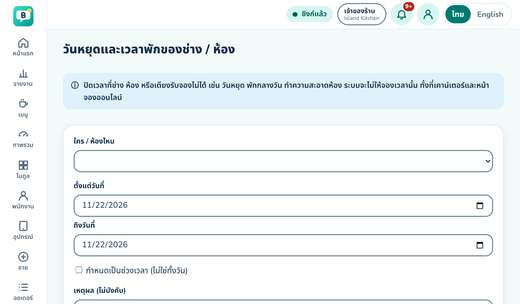 B
ซิงก์แล้ว
เจ้าของร้าน
Island Kitchen
9+
ไทย
English
หน้าแรก
รายงาน
เมนู
ภาพรวม
โมดูล
พนักงาน
อุปกรณ์
ขาย
ออเดอร์
วันหยุดและเวลาพักของช่าง / ห้อง
ปิดเวลาที่ช่าง ห้อง หรือเตียงรับจองไม่ได้ เช่น วันหยุด พักกลางวัน ทำความสะอาดห้อง ระบบจะไม่ให้จองเวลานั้น ทั้งที่เคาน์เตอร์และหน้า
จองออนไลน์
ใคร / ห้องไหน
ตั้งแต่วันที่
11/22/2026
ถึงวันที่
11/22/2026
กำหนดเป็นช่วงเวลา (ไม่ใช่ทั้งวัน)
เหตุผล (ไม่บังคับ)